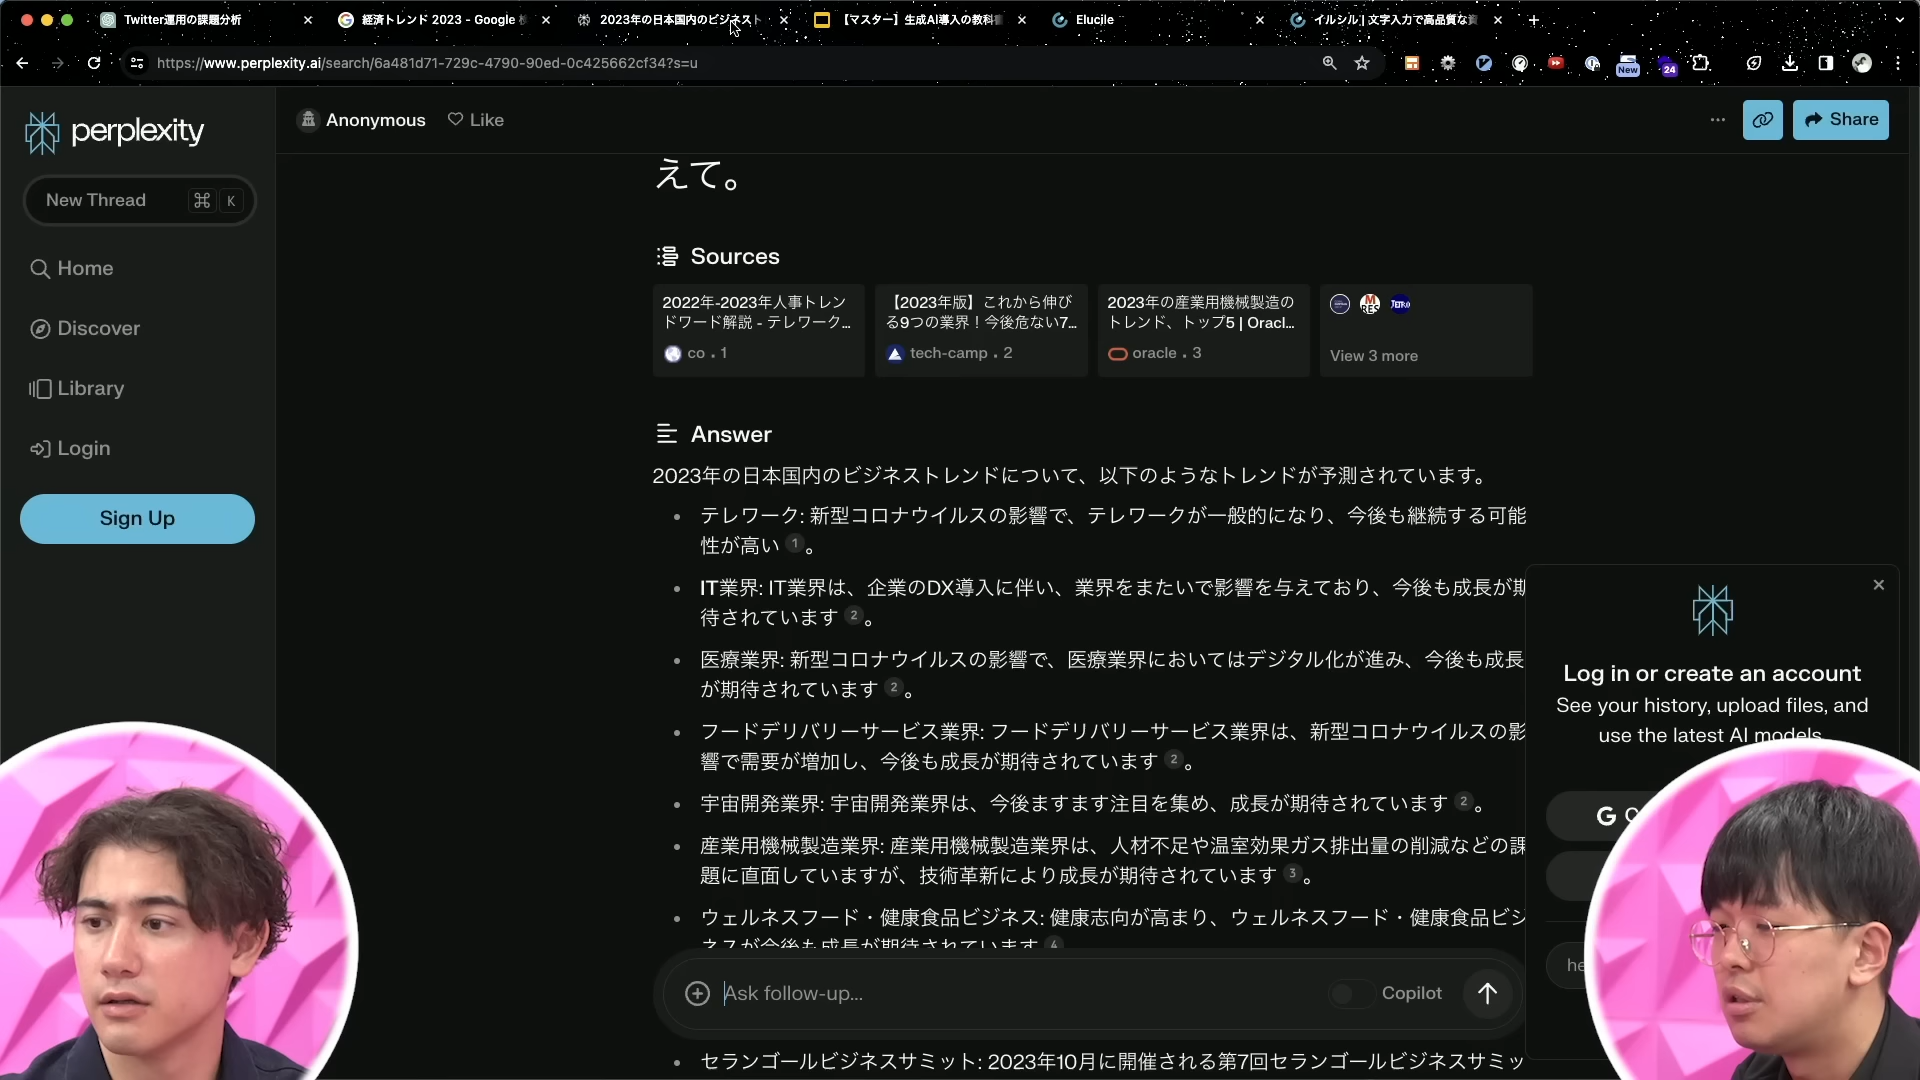 Twitter運用の課題分析
経済トレンド 2023 - Google
2023年の日本国内のビジネスト
【マスター】生成AI導入の教科書
Elucile
イルシル | 文字入力で高品質な
https://www.perplexity.ai/search/6a481d71-729c-4790-90ed-0c425662cf34?s=u
New
24
perplexity
Anonymous
Like
Share
New Thread
⌘ K
Home
Discover
Library
Login
Sign Up
えて。
Sources
2022年-2023年人事トレン
ドワード解説 - テレワーク...
co . 1
【2023年版】これから伸び
る9つの業界！今後危ない7...
tech-camp . 2
2023年の産業用機械製造の
トレンド、トップ5 | Oracl...
oracle . 3
View 3 more
Answer
2023年の日本国内のビジネストレンドについて、以下のようなトレンドが予測されています。
テレワーク: 新型コロナウイルスの影響で、テレワークが一般的になり、今後も継続する可能
性が高い 1 。
IT業界: IT業界は、企業のDX導入に伴い、業界をまたいで影響を与えており、今後も成長が期
待されています 2 。
医療業界: 新型コロナウイルスの影響で、医療業界においてはデジタル化が進み、今後も成長
が期待されています 2 。
フードデリバリーサービス業界: フードデリバリーサービス業界は、新型コロナウイルスの影
響で需要が増加し、今後も成長が期待されています 2 。
宇宙開発業界: 宇宙開発業界は、今後ますます注目を集め、成長が期待されています 2 。
産業用機械製造業界: 産業用機械製造業界は、人材不足や温室効果ガス排出量の削減などの課
題に直面していますが、技術革新により成長が期待されています 3 。
ウェルネスフード・健康食品ビジネス: 健康志向が高まり、ウェルネスフード・健康食品ビジ
ネスが今後も成長が期待されています 4
Ask follow-up...
Copilot
セランゴールビジネスサミット: 2023年10月に開催される第7回セランゴールビジネスサミッ
Log in or create an account
See your history, upload files, and
use the latest AI models